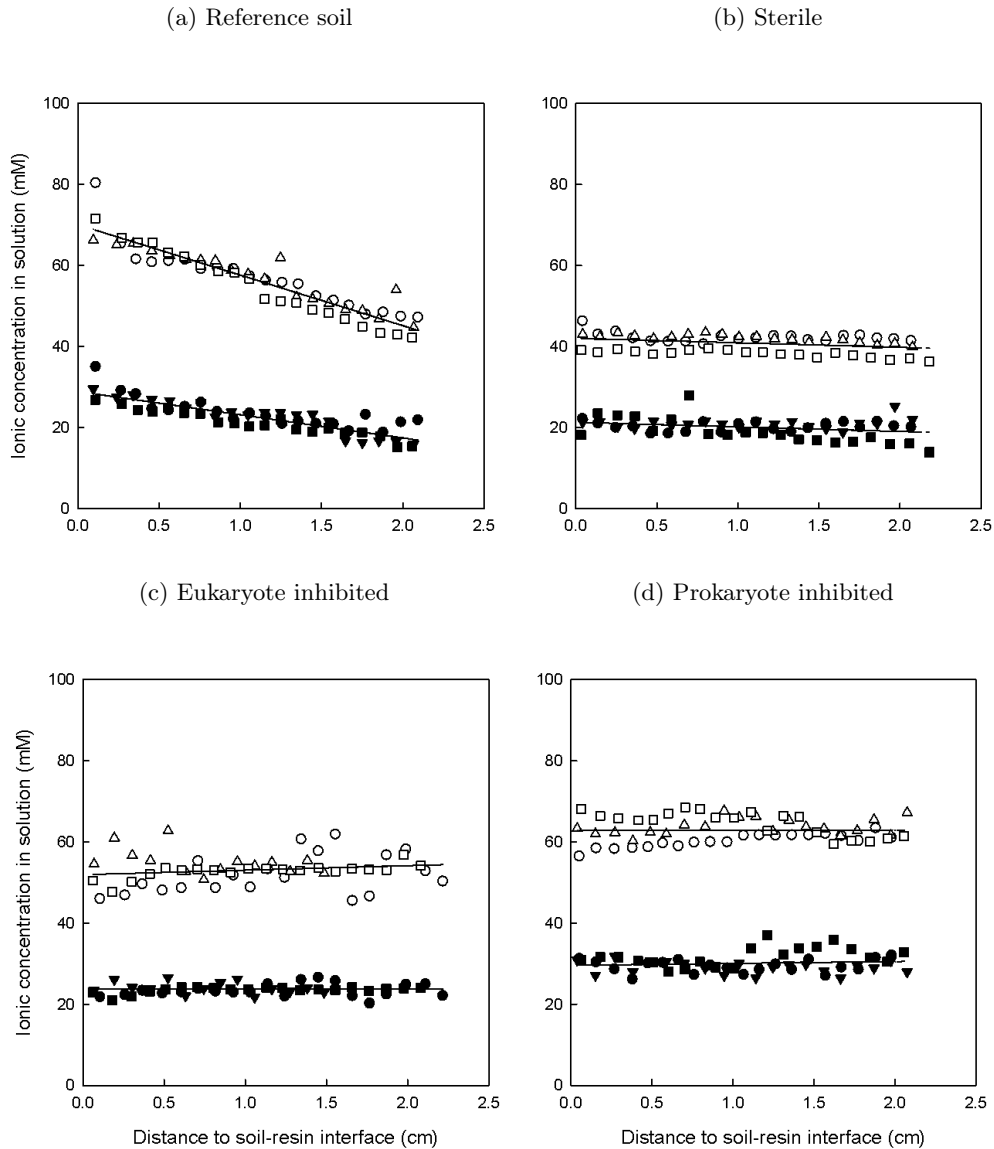 (a) Reference soil
(b) Sterile
Ionic concentration in solution (mM)
100
80
60
40
20
0
0.0 0.5 1.0 1.5 2.0 2.5
100
80
60
40
20
0
0.0 0.5 1.0 1.5 2.0 2.5
(c) Eukaryote inhibited
(d) Prokaryote inhibited
Ionic concentration in solution (mM)
100
80
60
40
20
0
0.0 0.5 1.0 1.5 2.0 2.5
Distance to soil-resin interface (cm)
100
80
60
40
20
0
0.0 0.5 1.0 1.5 2.0 2.5
Distance to soil-resin interface (cm)